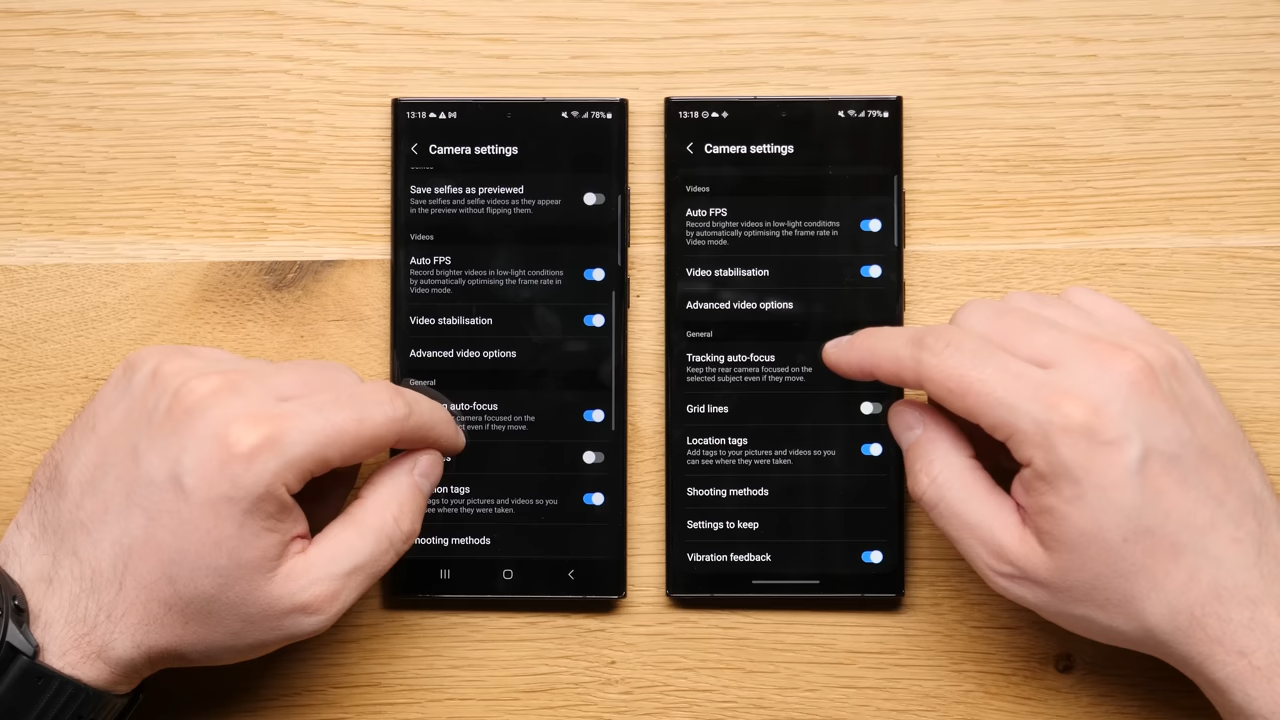 13:18
78%
Camera settings
Save selfies as previewed
Save selfies and selfie videos as they appear
in the preview without flipping them.
Videos
Auto FPS
Record brighter videos in low-light conditions
by automatically optimising the frame rate in
Video mode.
Video stabilisation
Advanced video options
General
auto-focus
camera focused on the
even if they move.
tags
to your pictures and videos so you
see where they were taken.
methods
13:18
79%
Camera settings
Videos
Auto FPS
Record brighter videos in low-light conditions
by automatically optimising the frame rate in
Video mode.
Video stabilisation
Advanced video options
General
Tracking auto-focus
Keep the rear camera focused on the
selected subject even if they move.
Grid lines
Location tags
Add tags to your pictures and videos so you
can see where they were taken.
Shooting methods
Settings to keep
Vibration feedback